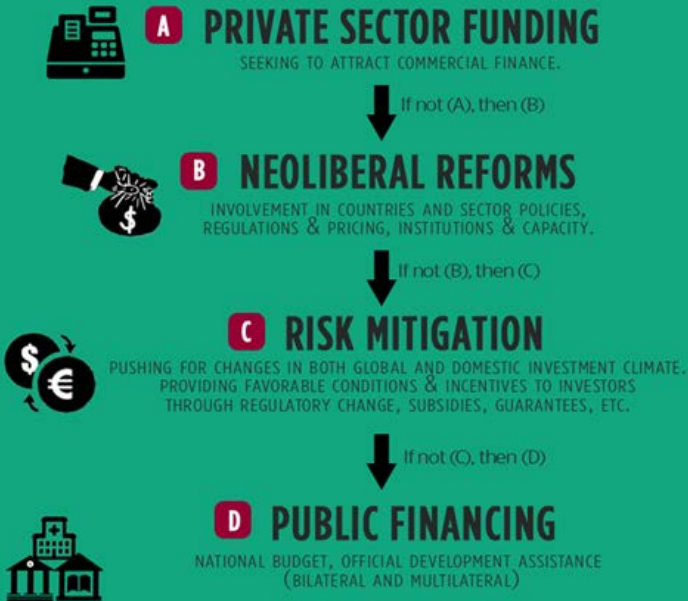 A PRIVATE SECTOR FUNDING
SEEKING TO ATTRACT COMMERCIAL FINANCE.
If not (A), then (B)
B NEOLIBERAL REFORMS
INVOLVEMENT IN COUNTRIES AND SECTOR POLICIES,
REGULATIONS & PRICING, INSTITUTIONS & CAPACITY.
$
If not (B), then (C)
C RISK MITIGATION
$
€
PUSHING FOR CHANGES IN BOTH GLOBAL AND DOMESTIC INVESTMENT CLIMATE.
PROVIDING FAVORABLE CONDITIONS & INCENTIVES TO INVESTORS
THROUGH REGULATORY CHANGE, SUBSIDIES, GUARANTEES, ETC.
If not (C), then (D)
D PUBLIC FINANCING
NATIONAL BUDGET, OFFICIAL DEVELOPMENT ASSISTANCE
(BILATERAL AND MULTILATERAL)